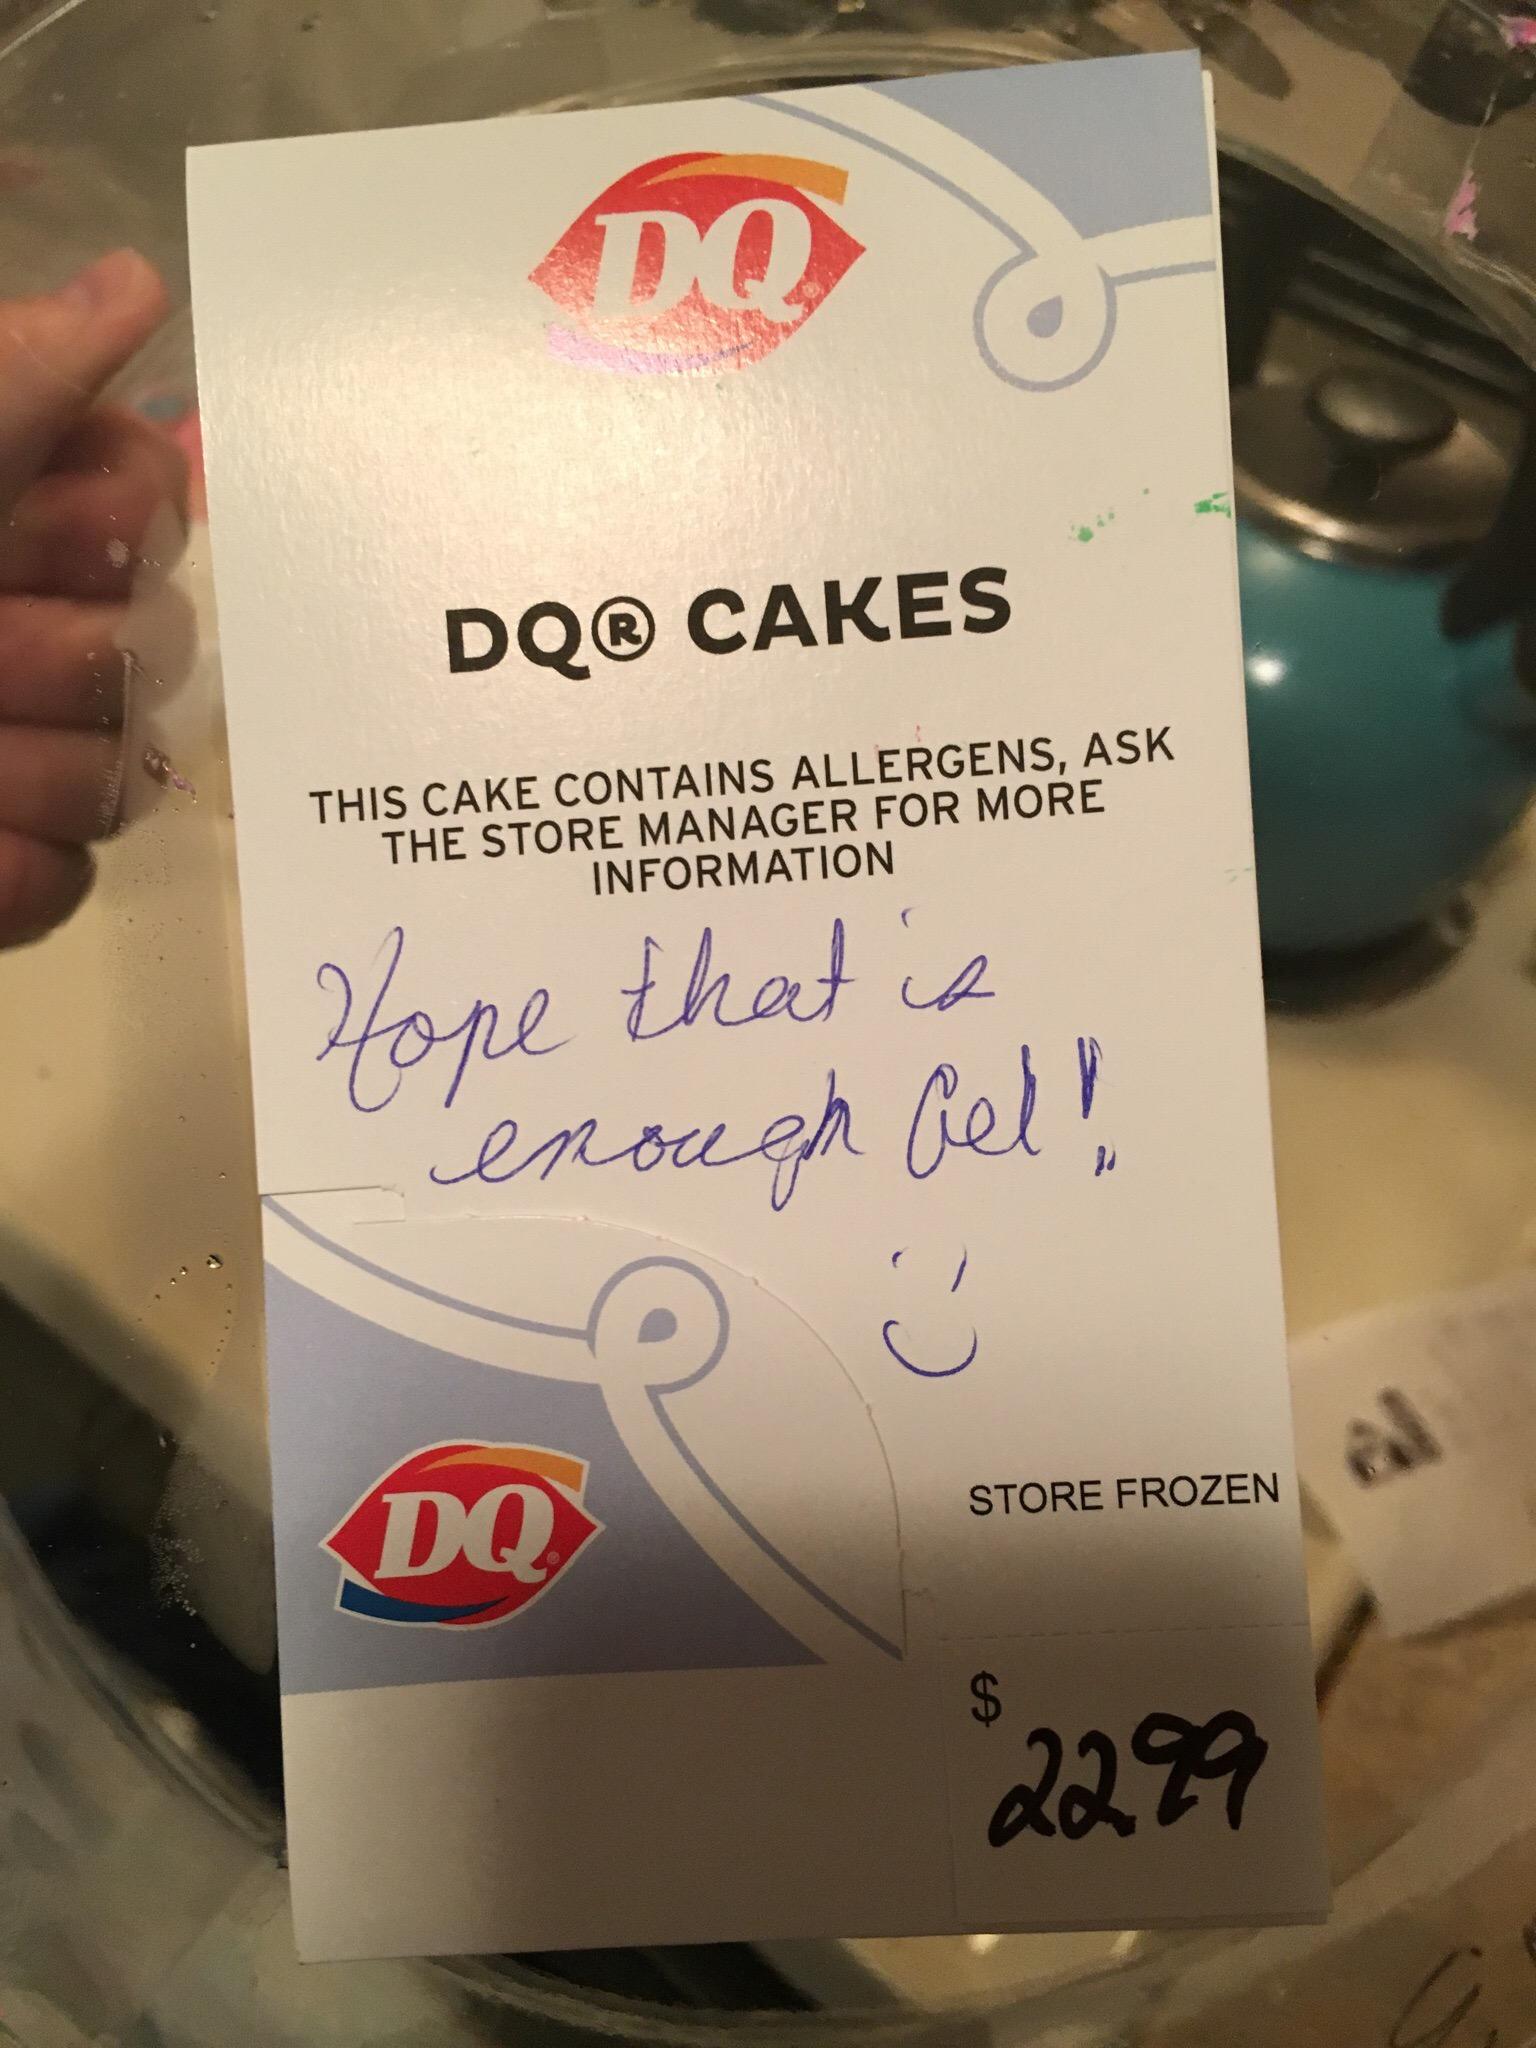 DQ®
DQ® CAKES
THIS CAKE CONTAINS ALLERGENS, ASK
THE STORE MANAGER FOR MORE
INFORMATION
Hope that is
enough Gel!
:)
STORE FROZEN
DQ®
$
22.99